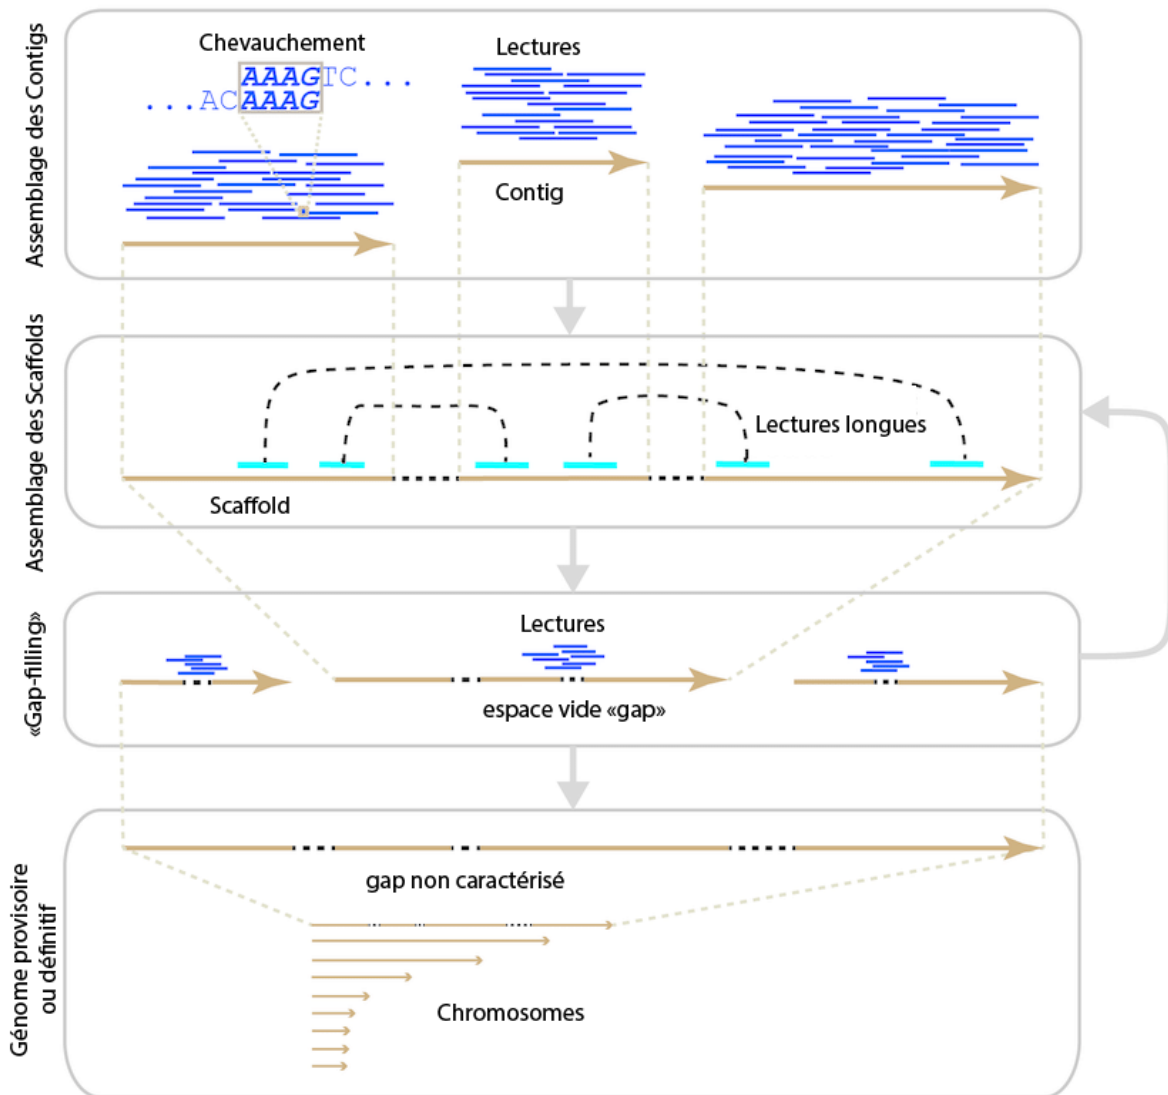 Assemblage des Contigs
Chevauchement
AAAGTC...
...ACAAAG
Lectures
Contig
Assemblage des Scaffolds
Lectures longues
Scaffold
«Gap-filling»
Lectures
espace vide «gap»
Génome provisoire
ou définitif
gap non caractérisé
Chromosomes